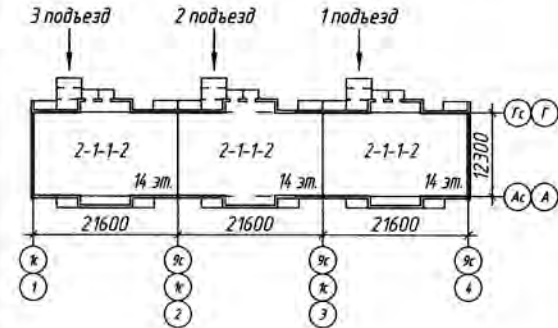 3 подъезд 2 подъезд 1 подъезд
Гс Г
2-1-1-2 2-1-1-2 2-1-1-2
12300
14 эт. 14 эт. 14 эт.
Ас А
21600 21600 21600
1с 9с 9с 9с
1 1с 1с 4
2 3